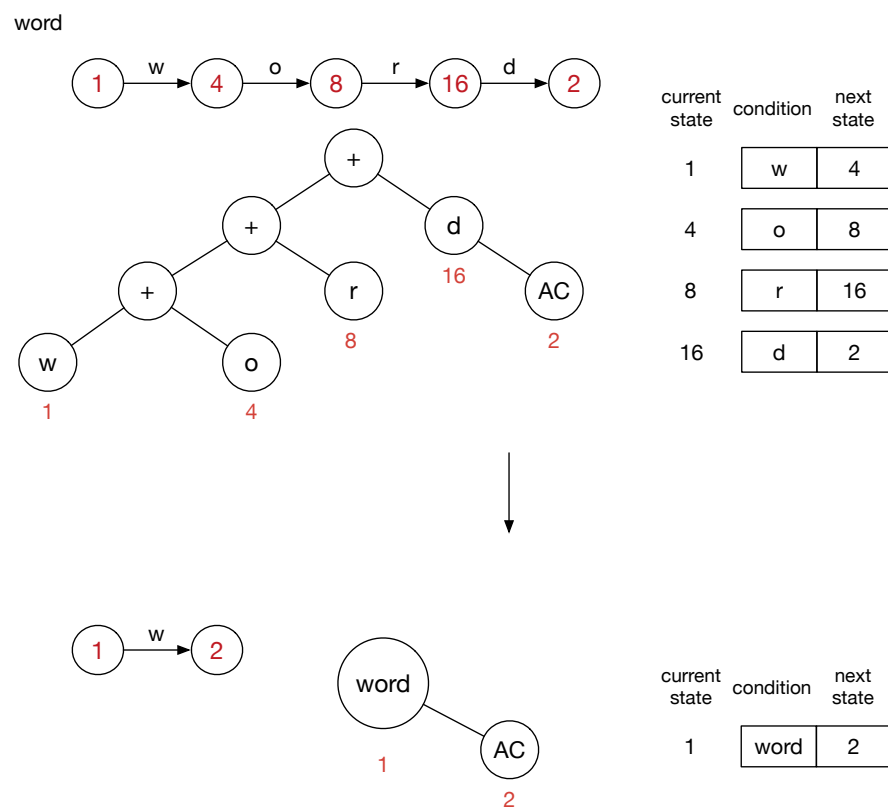 word
w o r d
1 4 8 16 2
current state condition next state
1 w 4
4 o 8
8 r 16
16 d 2
+
+ d
16
+ r AC
8 2
w o
1 4
w
1 2
word
AC
1
2
current state condition next state
1 word 2